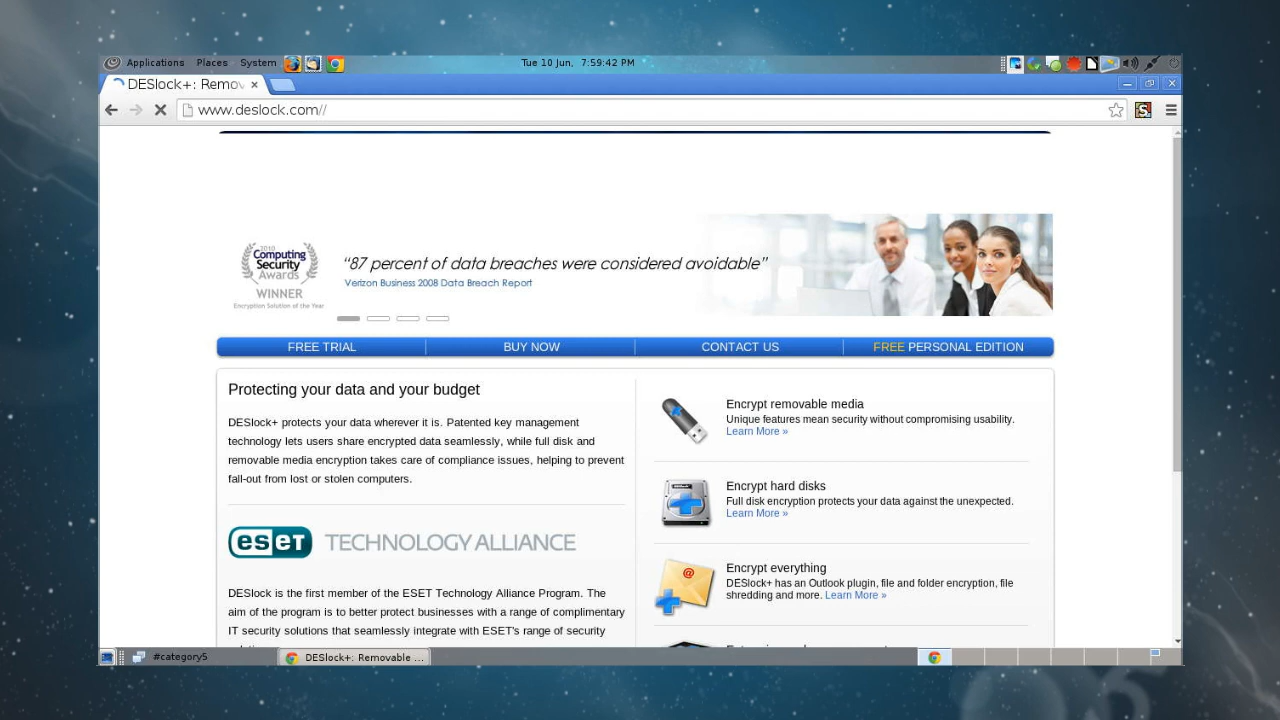 Applications Places System Tue 10 Jun, 7:59:42 PM
DESlock+: Remov
www.deslock.com//
2010
Computing
Security
Awards
WINNER
Encryption Solution of the Year
“87 percent of data breaches were considered avoidable”
Verizon Business 2008 Data Breach Report
FREE TRIAL BUY NOW CONTACT US FREE PERSONAL EDITION
Protecting your data and your budget
DESlock+ protects your data wherever it is. Patented key management
technology lets users share encrypted data seamlessly, while full disk and
removable media encryption takes care of compliance issues, helping to prevent
fall-out from lost or stolen computers.
eset TECHNOLOGY ALLIANCE
DESlock is the first member of the ESET Technology Alliance Program. The
aim of the program is to better protect businesses with a range of complimentary
IT security solutions that seamlessly integrate with ESET's range of security
Encrypt removable media
Unique features mean security without compromising usability.
Learn More »
Encrypt hard disks
Full disk encryption protects your data against the unexpected.
Learn More »
Encrypt everything
DESlock+ has an Outlook plugin, file and folder encryption, file
shredding and more. Learn More »
#category5 DESlock+: Removable ...